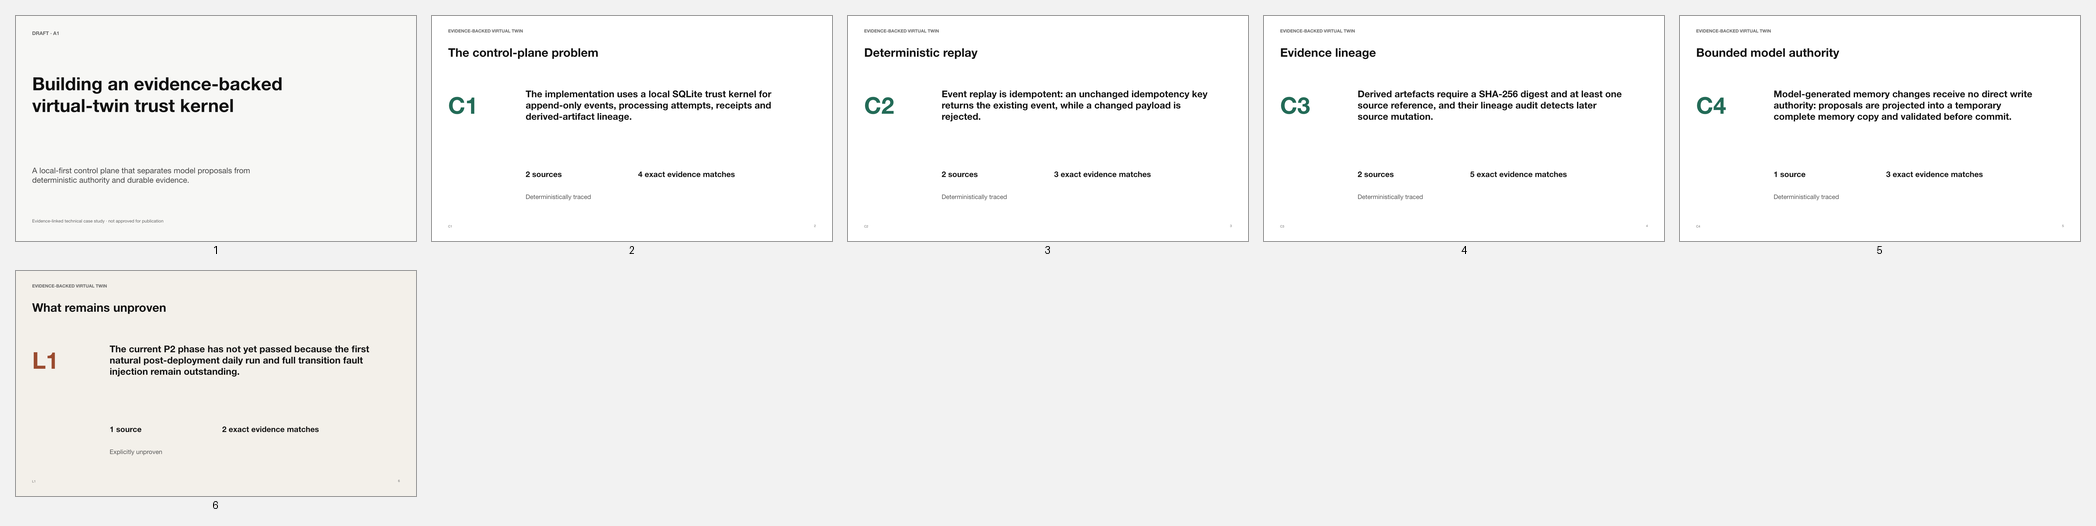 DRAFT · A1
Building an evidence-backed
virtual-twin trust kernel
A local-first control plane that separates model proposals from
deterministic authority and durable evidence.
Evidence-linked technical case study · not approved for publication
1
EVIDENCE-BACKED VIRTUAL TWIN
The control-plane problem
C1
The implementation uses a local SQLite trust kernel for
append-only events, processing attempts, receipts and
derived-artifact lineage.
2 sources
4 exact evidence matches
Deterministically traced
C1
2
2
EVIDENCE-BACKED VIRTUAL TWIN
Deterministic replay
C2
Event replay is idempotent: an unchanged idempotency key
returns the existing event, while a changed payload is
rejected.
2 sources
3 exact evidence matches
Deterministically traced
C2
3
EVIDENCE-BACKED VIRTUAL TWIN
Evidence lineage
C3
Derived artefacts require a SHA-256 digest and at least one
source reference, and their lineage audit detects later
source mutation.
2 sources
5 exact evidence matches
Deterministically traced
C3
4
EVIDENCE-BACKED VIRTUAL TWIN
Bounded model authority
C4
Model-generated memory changes receive no direct write
authority: proposals are projected into a temporary
complete memory copy and validated before commit.
1 source
3 exact evidence matches
Deterministically traced
C4
5
EVIDENCE-BACKED VIRTUAL TWIN
What remains unproven
L1
The current P2 phase has not yet passed because the first
natural post-deployment daily run and full transition fault
injection remain outstanding.
1 source
2 exact evidence matches
Explicitly unproven
L1
6